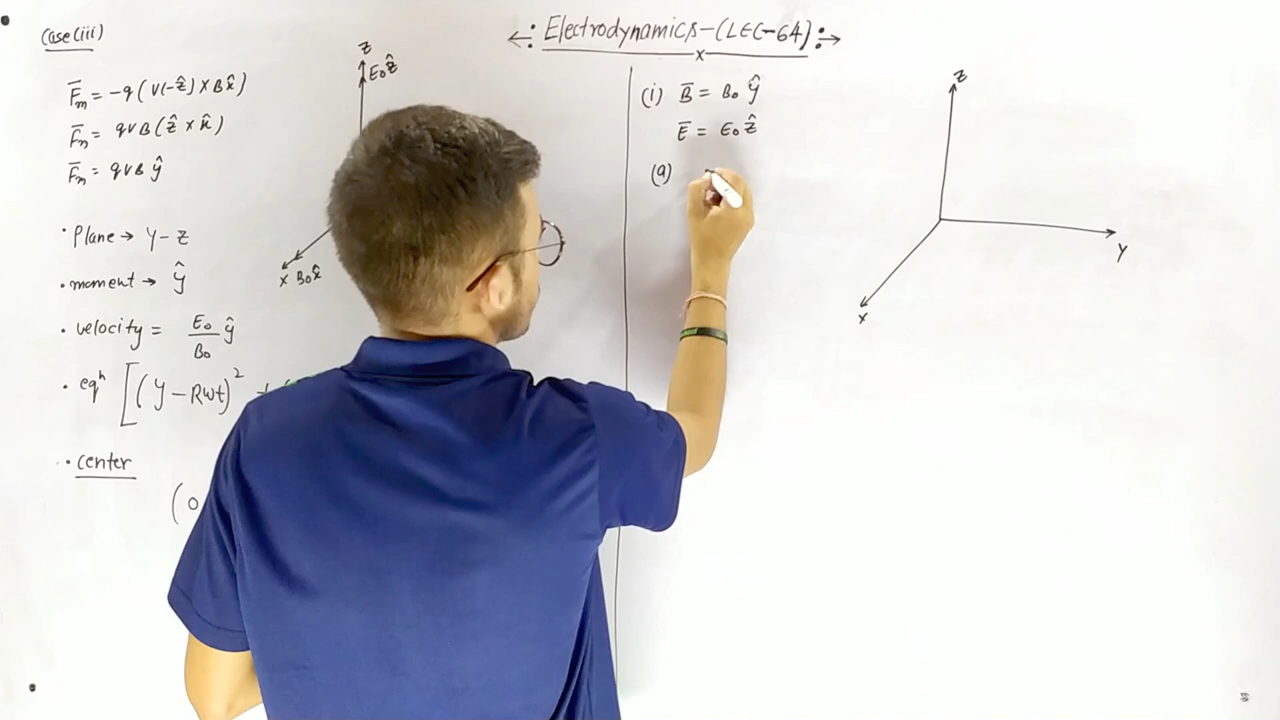 Case(iii)
F̅m = -q(V(-ẑ) × Bx̂)
F̅m = qVB(ẑ × x̂)
F̅m = qVB ŷ
· Plane → Y-Z
· moment → ŷ
· velocity = E₀/B₀ ŷ
· eqⁿ [(Y - Rωt)² +
· center
(0
Z
E₀ẑ
X B₀x̂
Electrodynamics-(LEC-64)
(i) B̅ = B₀ ŷ
E̅ = E₀ ẑ
(a)
Z
Y
X